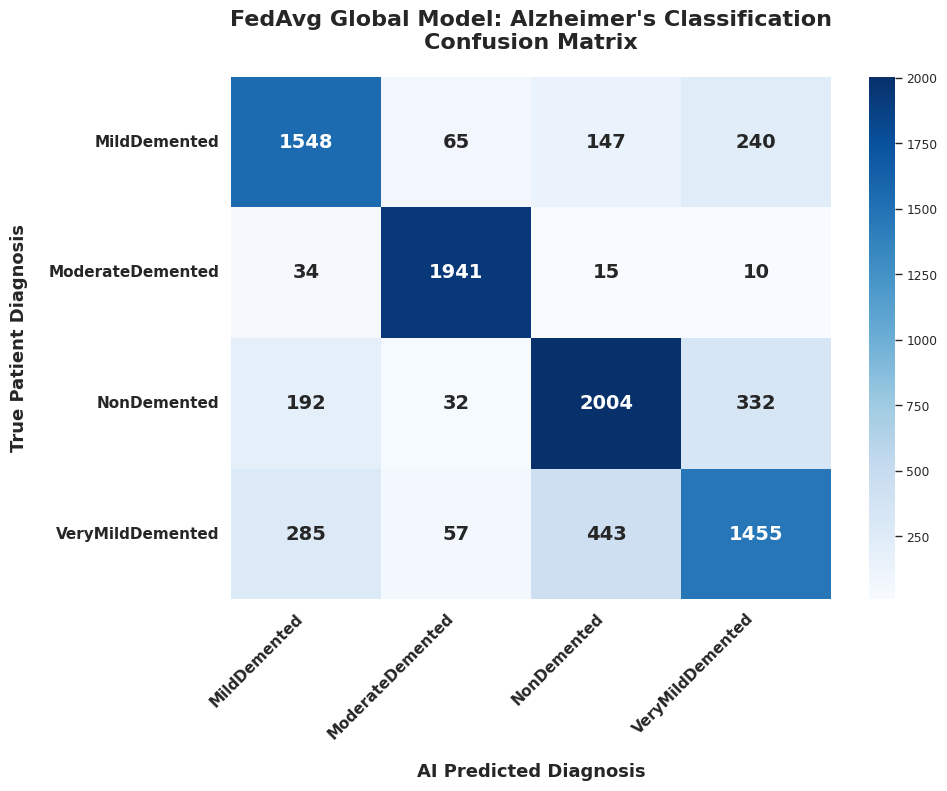 FedAvg Global Model: Alzheimer's Classification
Confusion Matrix
True Patient Diagnosis
MildDemented 1548 65 147 240
ModerateDemented 34 1941 15 10
NonDemented 192 32 2004 332
VeryMildDemented 285 57 443 1455
MildDemented ModerateDemented NonDemented VeryMildDemented
AI Predicted Diagnosis
2000
1750
1500
1250
1000
750
500
250